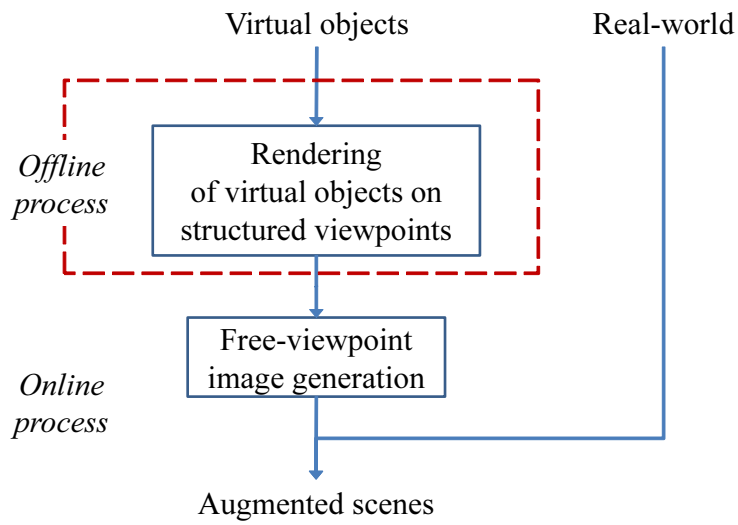 Virtual objects
Real-world
Offline
process
Rendering
of virtual objects on
structured viewpoints
Free-viewpoint
image generation
Online
process
Augmented scenes